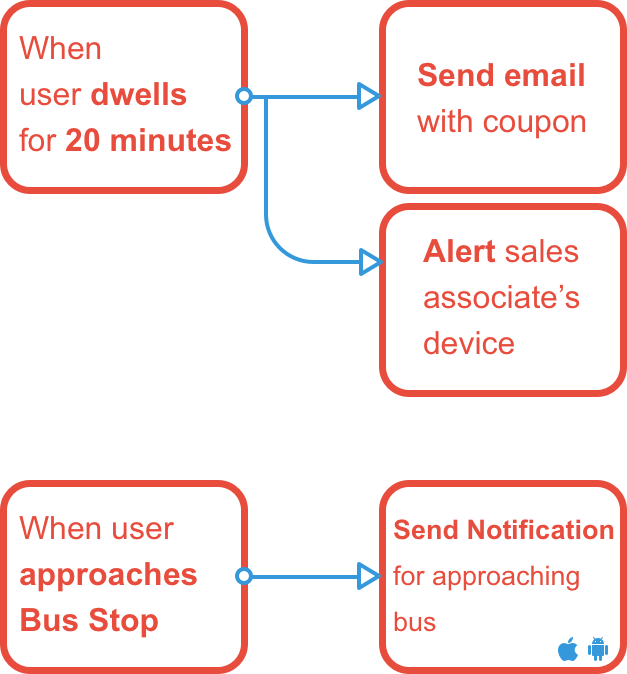 When
user dwells
for 20 minutes
Send email
with coupon
Alert sales
associate’s
device
When user
approaches
Bus Stop
Send Notification
for approaching
bus